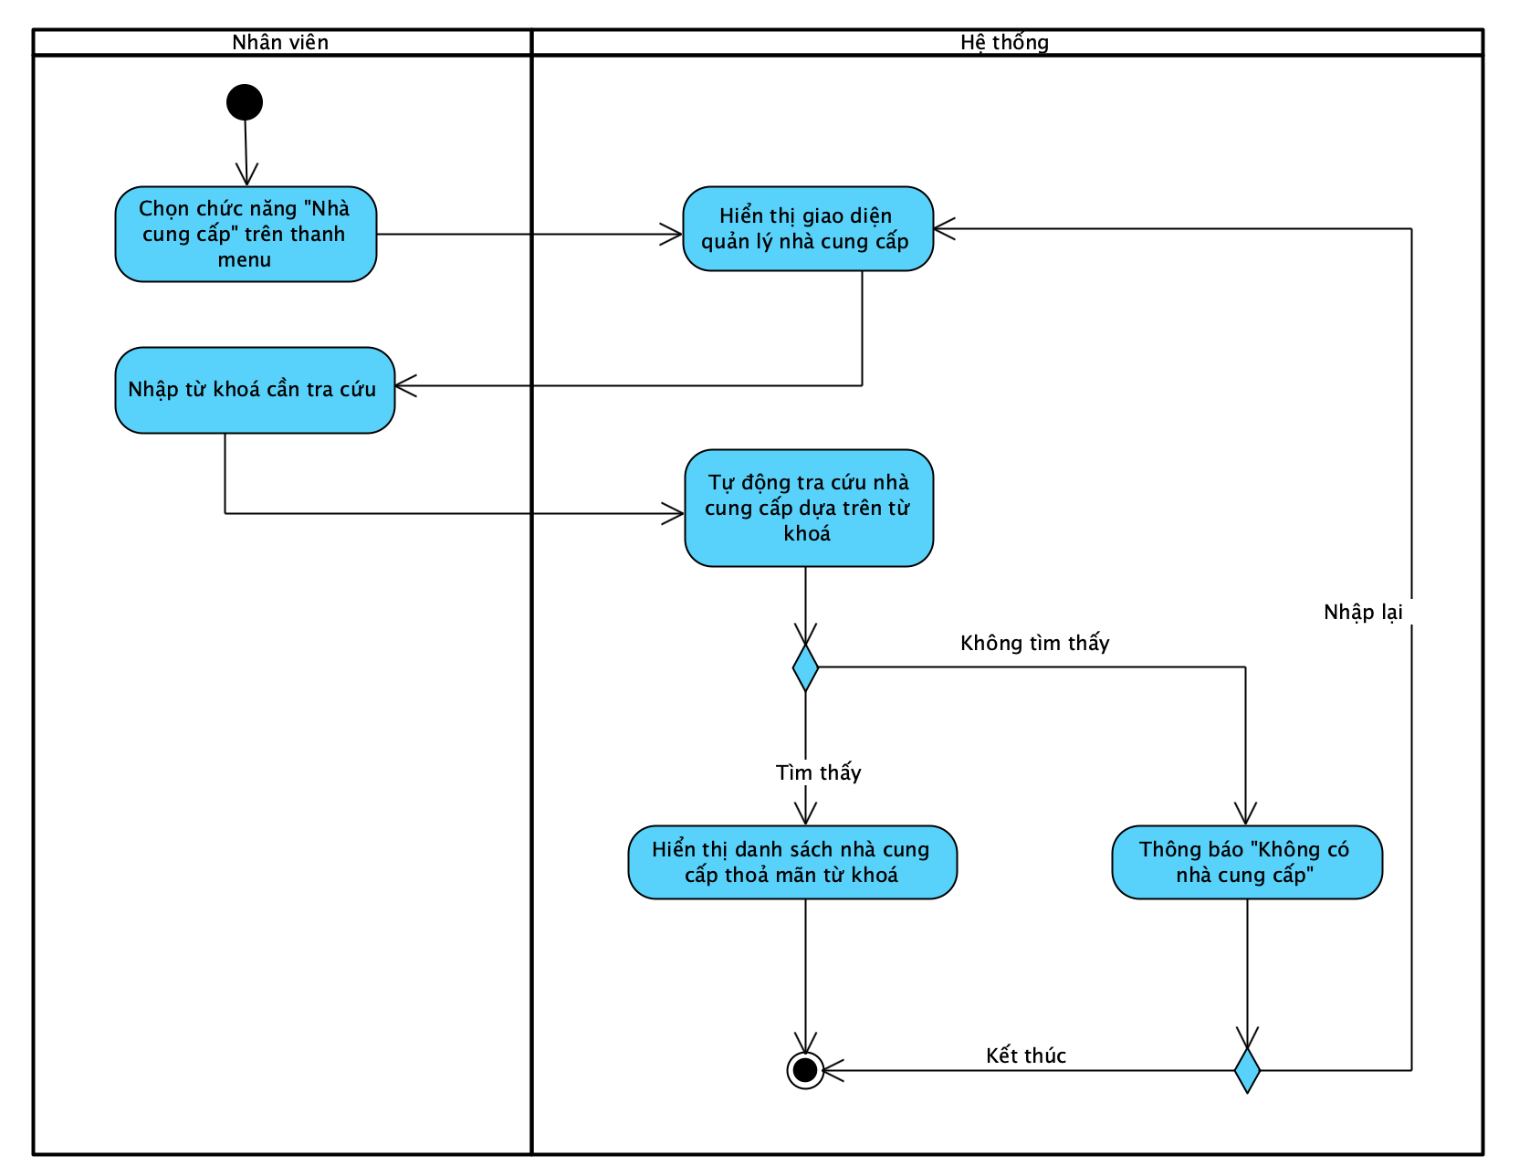 Nhân viên
Hệ thống
Chọn chức năng "Nhà
cung cấp" trên thanh
menu
Hiển thị giao diện
quản lý nhà cung cấp
Nhập từ khoá cần tra cứu
Tự động tra cứu nhà
cung cấp dựa trên từ
khoá
Nhập lại
Không tìm thấy
Tìm thấy
Hiển thị danh sách nhà cung
cấp thoả mãn từ khoá
Thông báo "Không có
nhà cung cấp"
Kết thúc